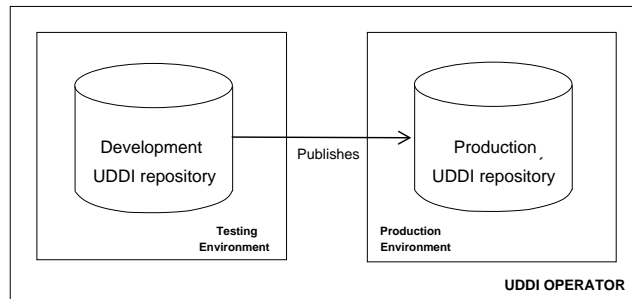 Development
UDDI repository
Publishes
Production
UDDI repository
Testing
Environment
Production
Environment
UDDI OPERATOR